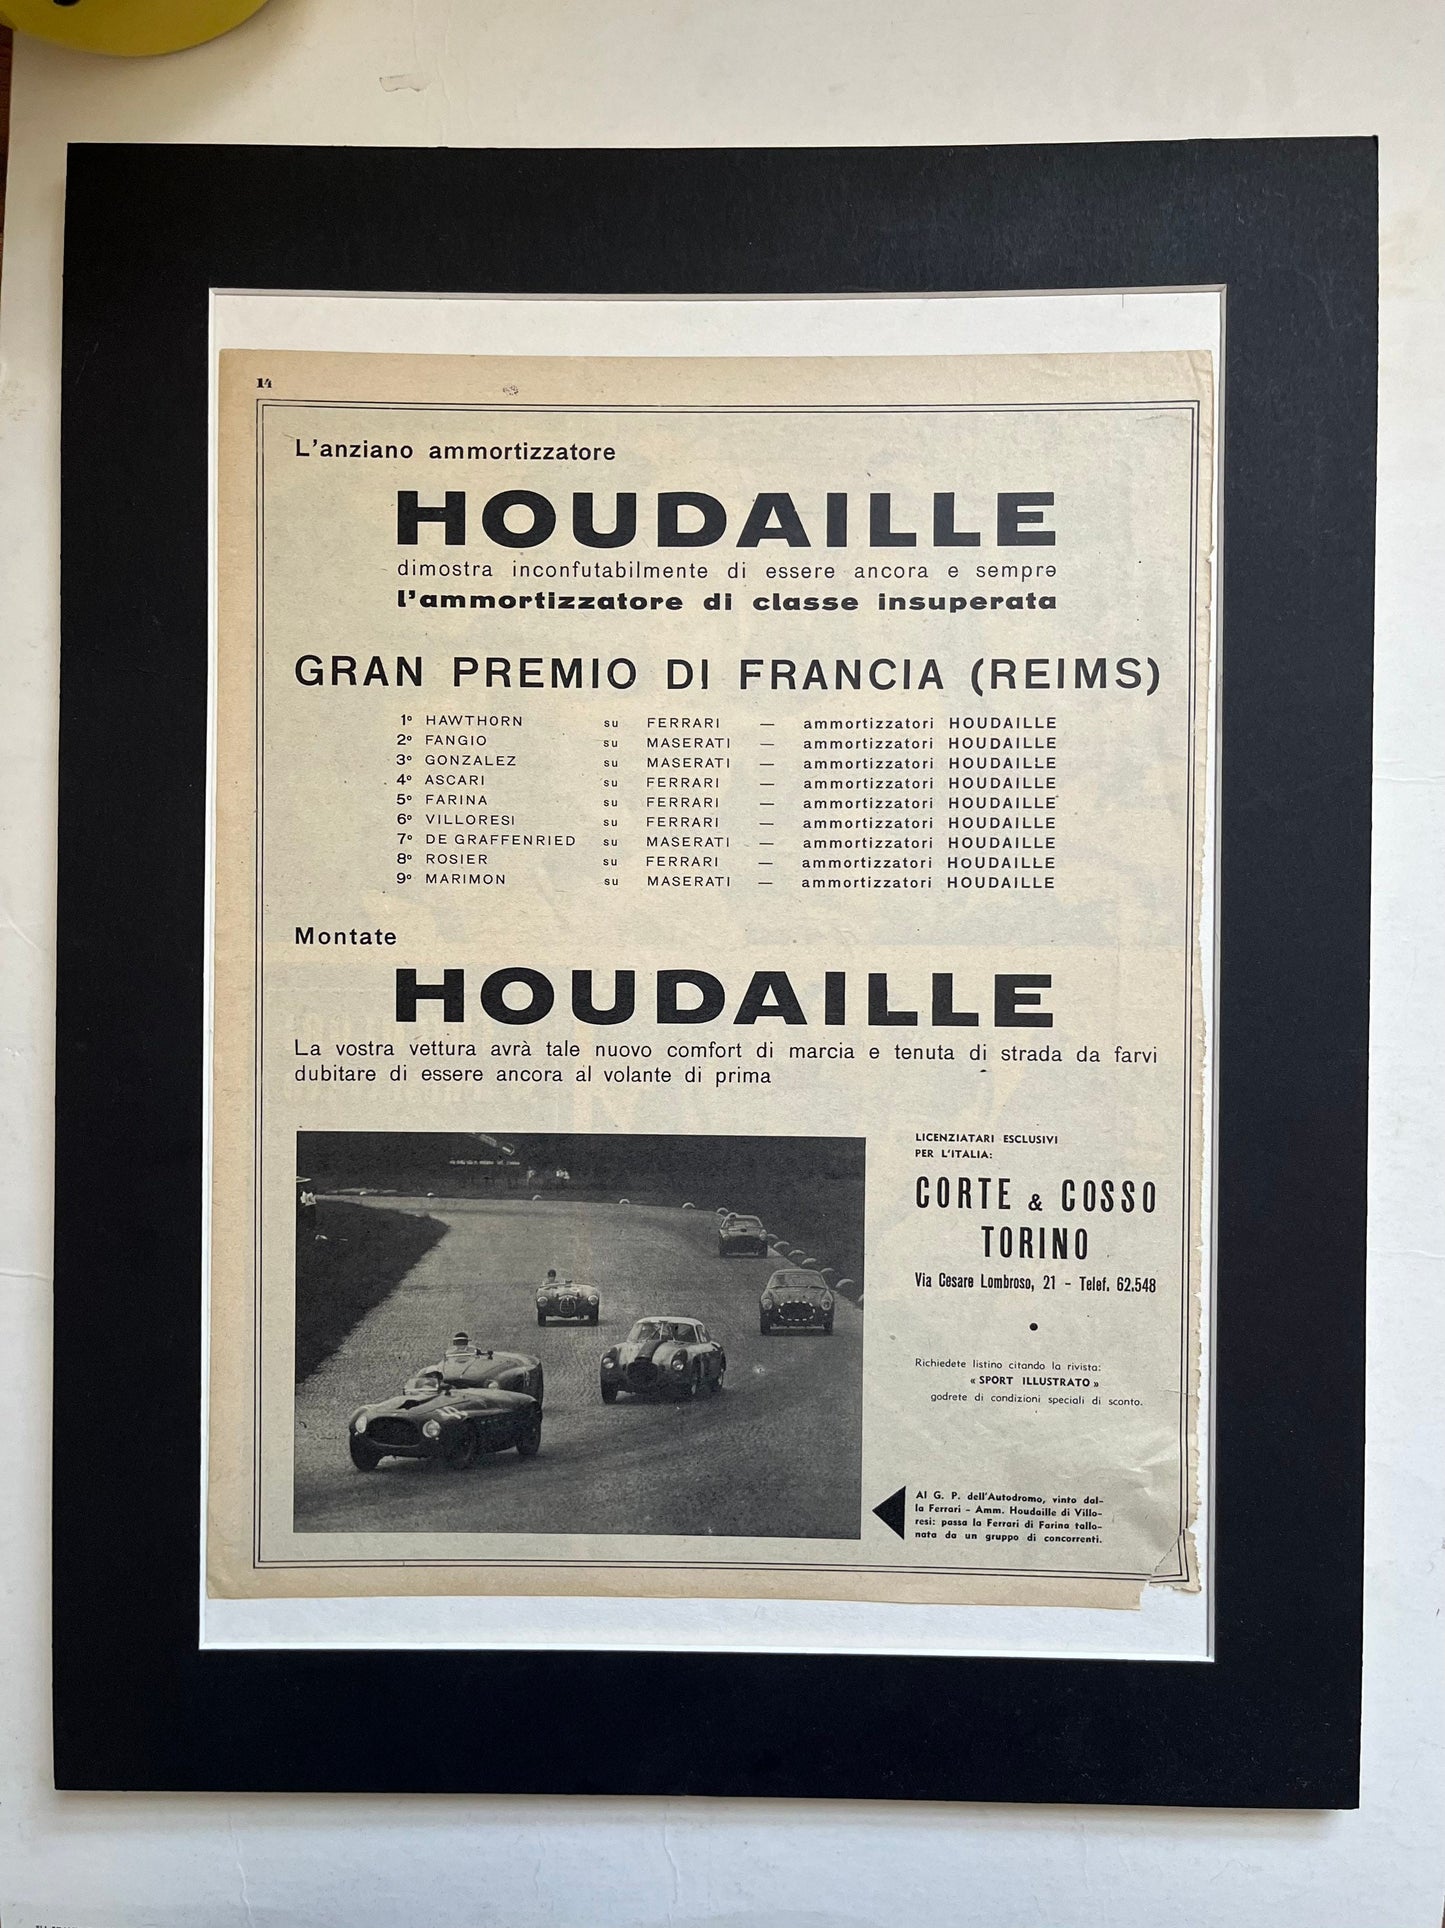 14
L'anziano ammortizzatore
HOUDAILLE
dimostra inconfutabilmente di essere ancora e sempre
l'ammortizzatore di classe insuperata
GRAN PREMIO DI FRANCIA (REIMS)
1° HAWTHORN su FERRARI — ammortizzatori HOUDAILLE
2° FANGIO su MASERATI — ammortizzatori HOUDAILLE
3° GONZALEZ su MASERATI — ammortizzatori HOUDAILLE
4° ASCARI su FERRARI — ammortizzatori HOUDAILLE
5° FARINA su FERRARI — ammortizzatori HOUDAILLE
6° VILLORESI su FERRARI — ammortizzatori HOUDAILLE
7° DE GRAFFENRIED su MASERATI — ammortizzatori HOUDAILLE
8° ROSIER su FERRARI — ammortizzatori HOUDAILLE
9° MARIMON su MASERATI — ammortizzatori HOUDAILLE
Montate
HOUDAILLE
La vostra vettura avrà tale nuovo comfort di marcia e tenuta di strada da farvi
dubitare di essere ancora al volante di prima
LICENZIATARI ESCLUSIVI
PER L'ITALIA:
CORTE & COSSO
TORINO
Via Cesare Lombroso, 21 - Telef. 62.548
Richiedete listino citando la rivista:
« SPORT ILLUSTRATO »
godrete di condizioni speciali di sconto.
Al G. P. dell'Autodromo, vinto dal-
la Ferrari - Amm. Houdaille di Villo-
resi: passa la Ferrari di Farina tallo-
nata da un gruppo di concorrenti.